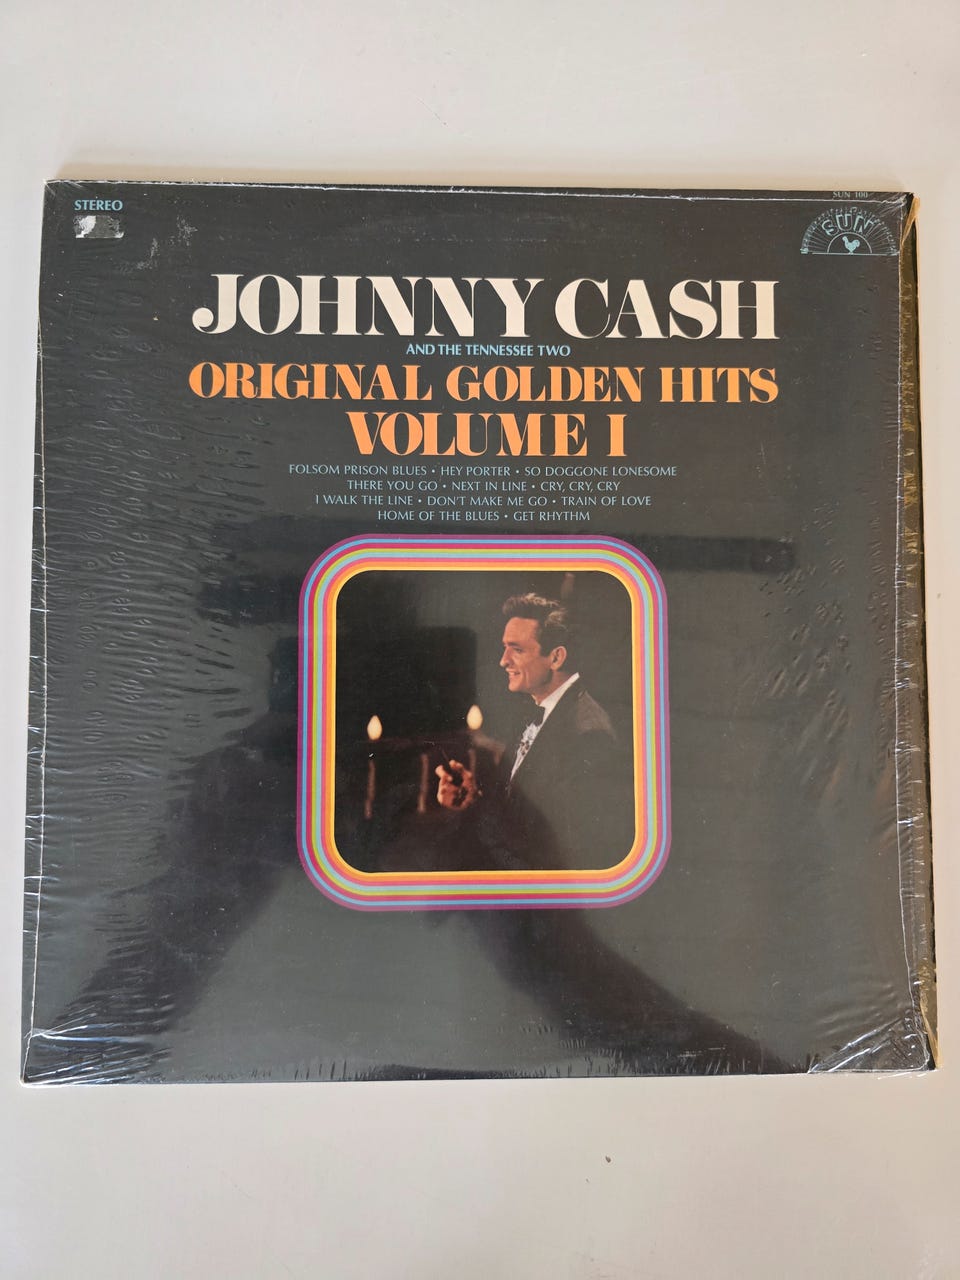 STEREO
SUN 100
SUN
JOHNNY CASH
AND THE TENNESSEE TWO
ORIGINAL GOLDEN HITS
VOLUME I
FOLSOM PRISON BLUES • HEY PORTER • SO DOGGONE LONESOME
THERE YOU GO • NEXT IN LINE • CRY, CRY, CRY
I WALK THE LINE • DON'T MAKE ME GO • TRAIN OF LOVE
HOME OF THE BLUES • GET RHYTHM